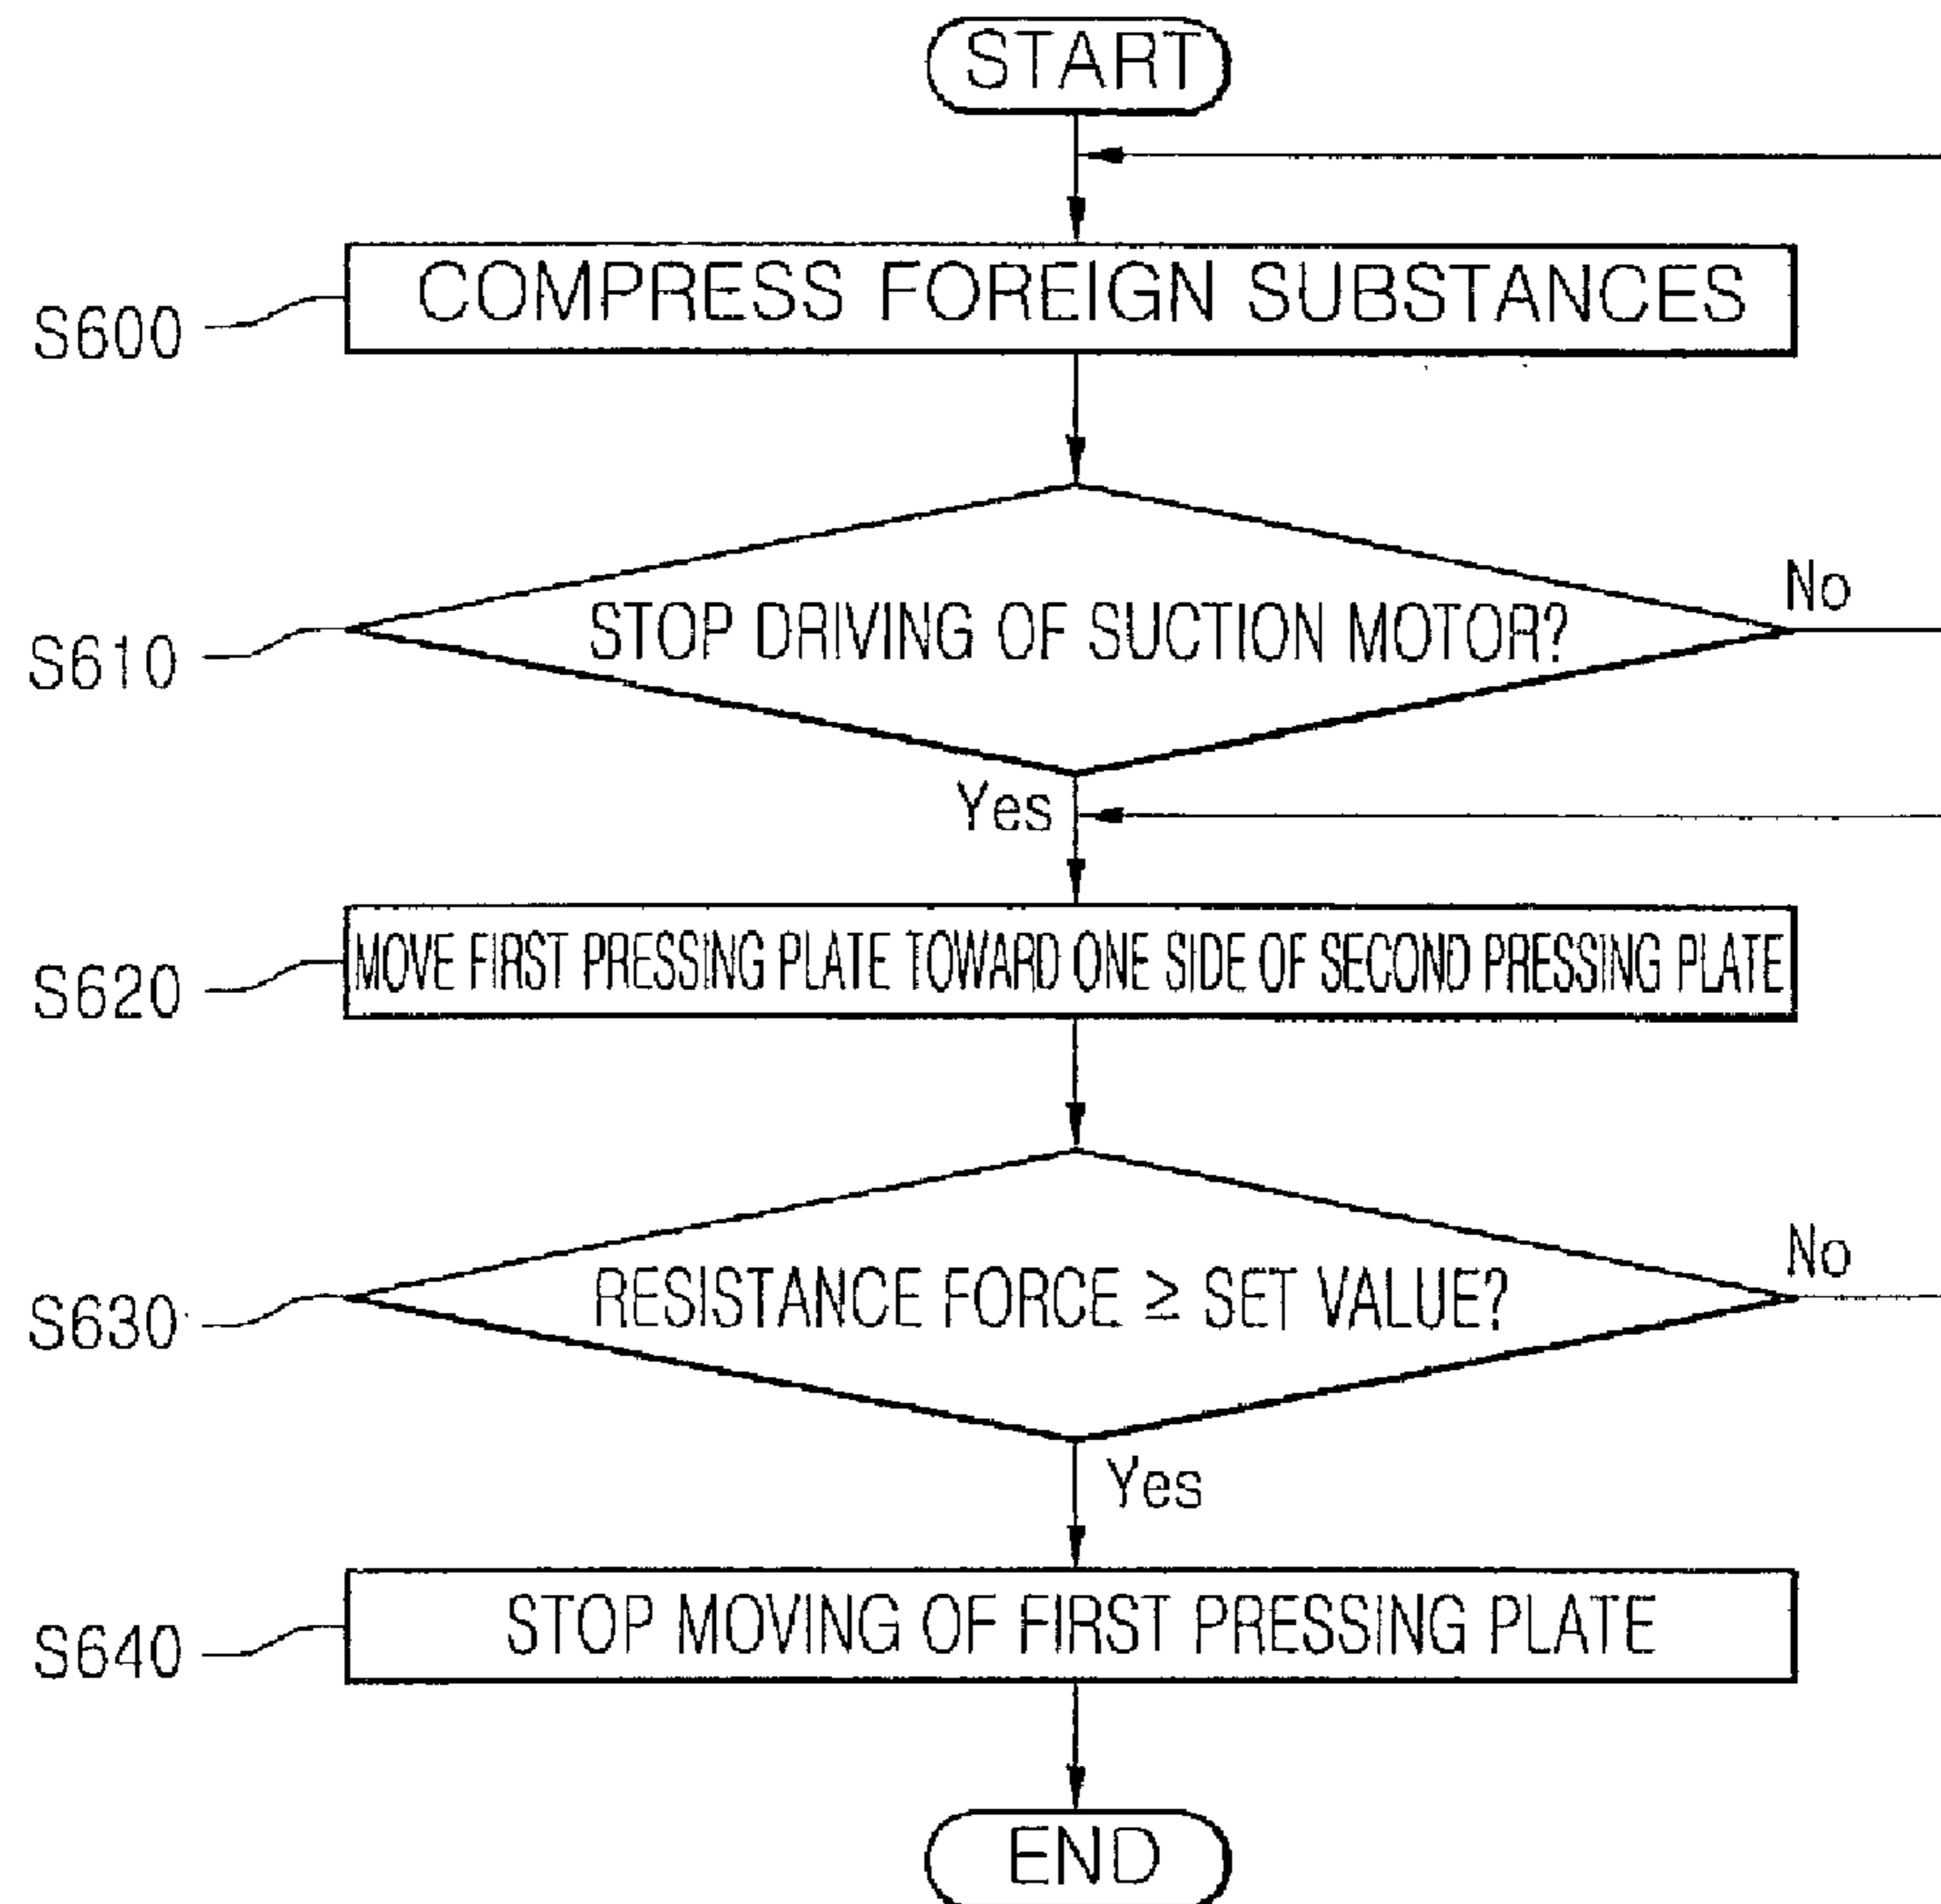 START
COMPRESS FOREIGN SUBSTANCES
S600
STOP DRIVING OF SUCTION MOTOR?
No
S610
Yes
MOVE FIRST PRESSING PLATE TOWARD ONE SIDE OF SECOND PRESSING PLATE
S620
RESISTANCE FORCE ≥ SET VALUE?
No
S630
Yes
STOP MOVING OF FIRST PRESSING PLATE
S640
END